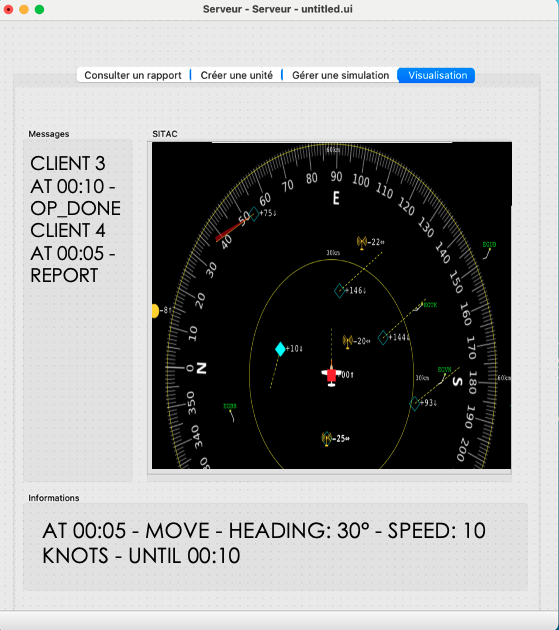 Serveur - Serveur - untitled.ui
Consulter un rapport
Créer une unité
Gérer une simulation
Visualisation
Messages
CLIENT 3
AT 00:10 -
OP_DONE
CLIENT 4
AT 00:05 -
REPORT
SITAC
60km
60 70 80 90 100 110 120 130 140 150 160 170 180 190 200
50 40 30 20 10 0 350 340 330
E
N
S
+75↓
-22
30km
+146↓
+144↓
-20
+10↓
00↑
-8↑
30km
60km
+93↓
-25
Informations
AT 00:05 - MOVE - HEADING: 30° - SPEED: 10
KNOTS - UNTIL 00:10